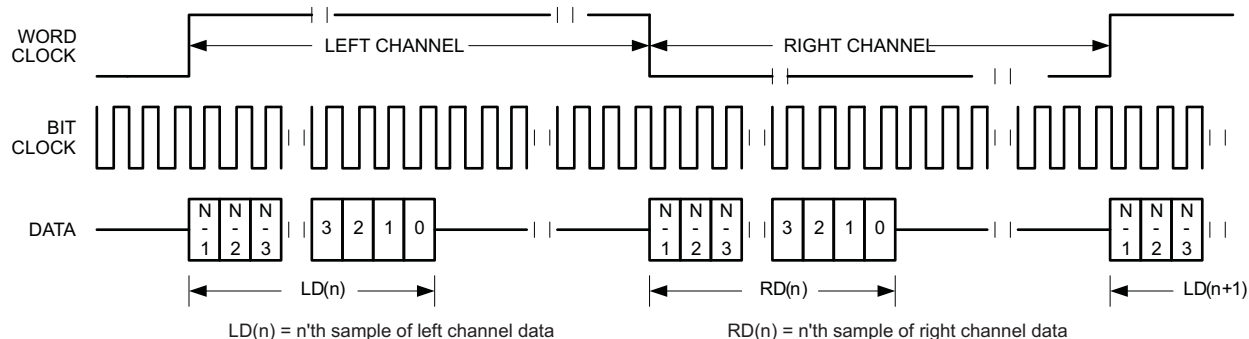 WORD
CLOCK
LEFT CHANNEL
RIGHT CHANNEL
BIT
CLOCK
DATA
N-1 N-2 N-3 3 2 1 0 N-1 N-2 N-3 3 2 1 0 N-1 N-2 N-3
LD(n) RD(n) LD(n+1)
LD(n) = n'th sample of left channel data
RD(n) = n'th sample of right channel data